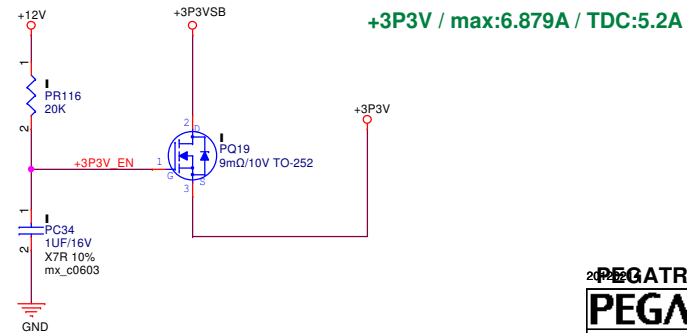 +12V
+3P3VSB
+3P3V / max:6.879A / TDC:5.2A
1
PR116
20K
2
+3P3V
2
D
PQ19
9mΩ/10V TO-252
+3P3V_EN
1
G
S
3
1
PC34
1UF/16V
X7R 10%
mx_c0603
2
GND
PEGATR
PEGA